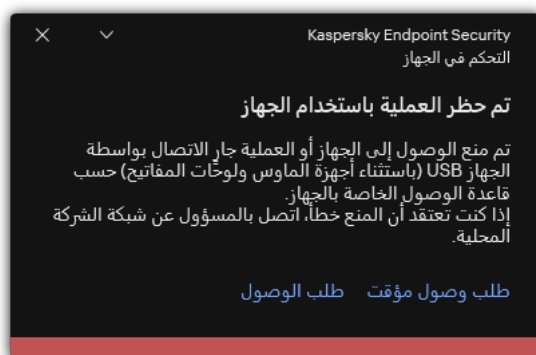 Kaspersky Endpoint Security
التحكم في الجهاز
تم حظر العملية باستخدام الجهاز
تم منع الوصول إلى الجهاز أو العملية جارٍ الاتصال بواسطة
الجهاز USB (باستثناء أجهزة الماوس ولوحات المفاتيح) حسب
قاعدة الوصول الخاصة بالجهاز.
إذا كنت تعتقد أن المنع خطأ، اتصل بالمسؤول عن شبكة الشركة
المحلية.
طلب وصول مؤقت طلب الوصول